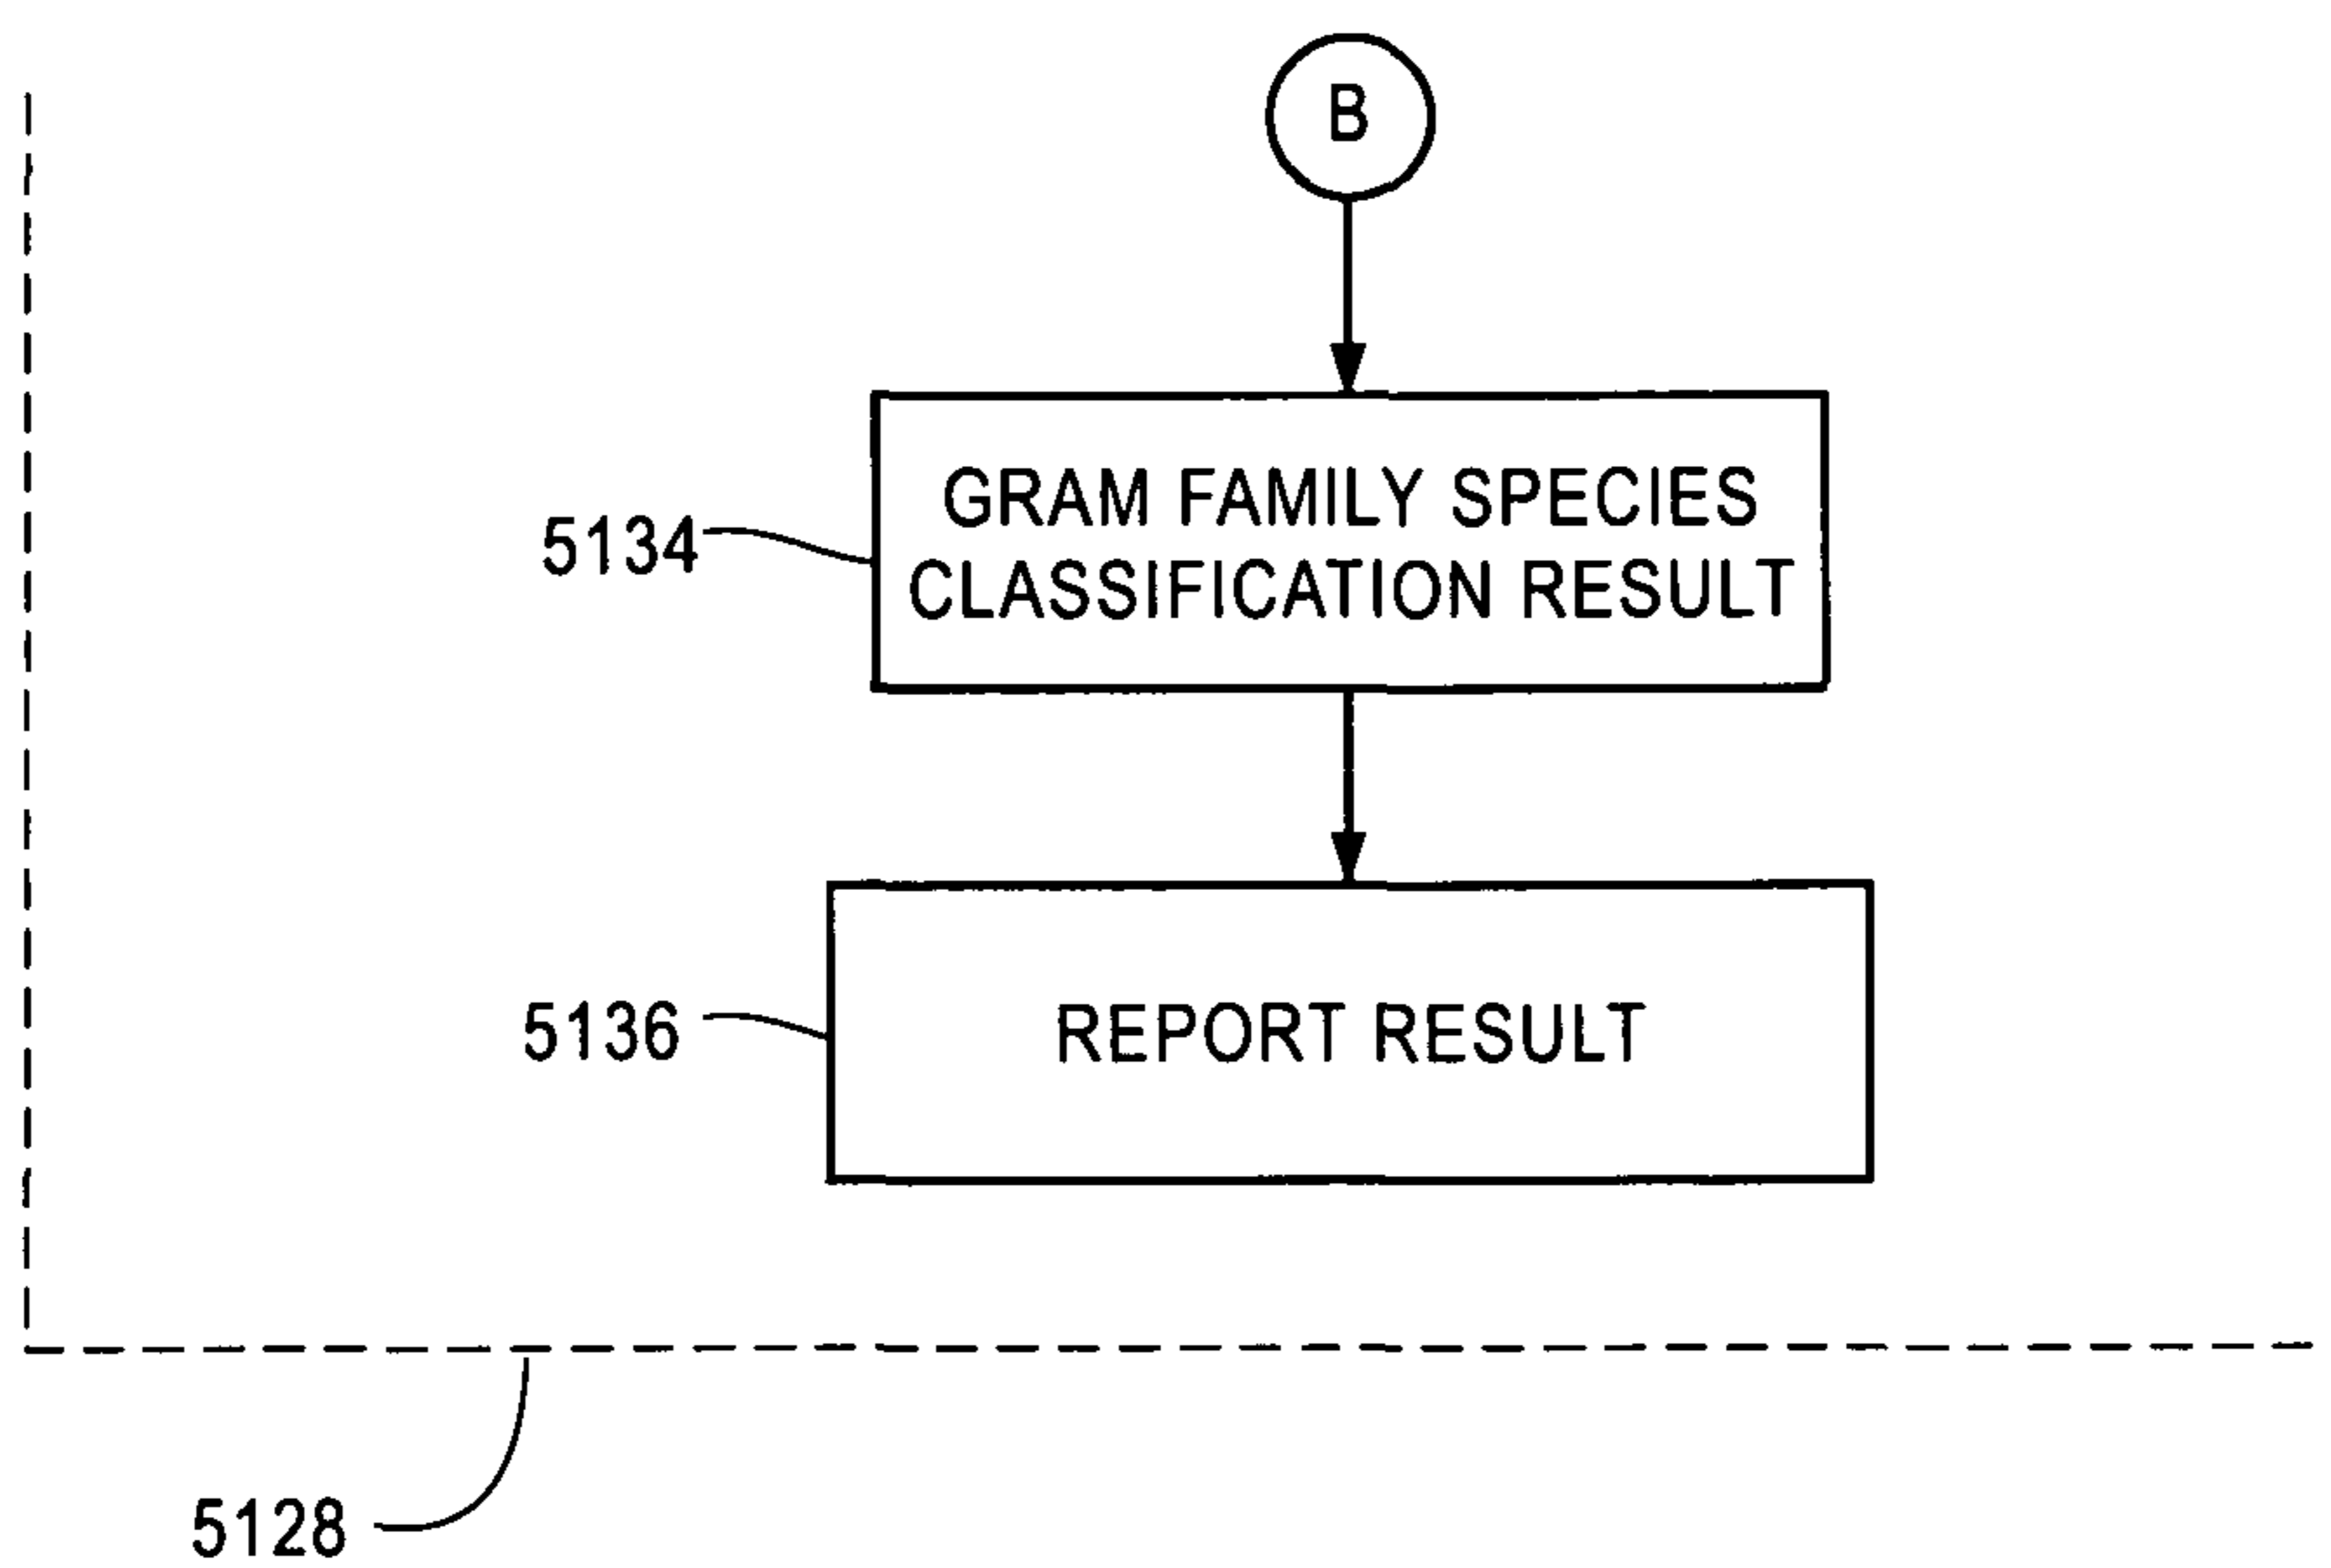 B
GRAM FAMILY SPECIES
CLASSIFICATION RESULT
5134
REPORT RESULT
5136
5128